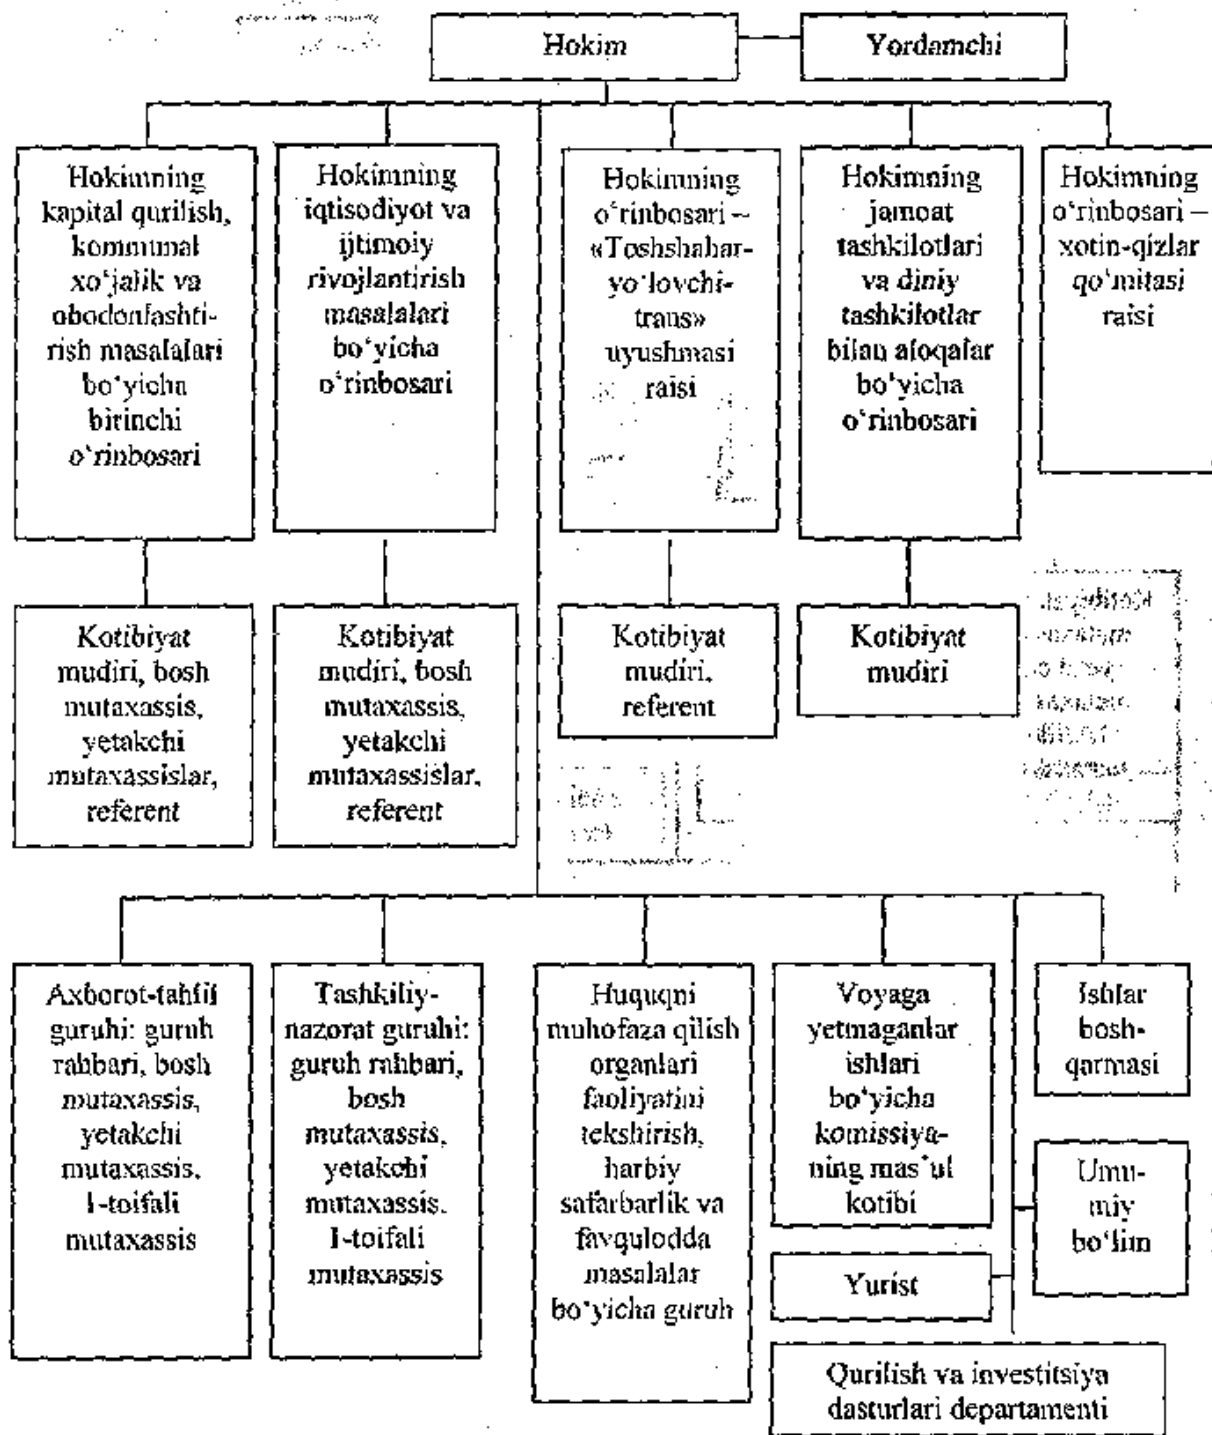 Hokim
Yordamchi
Hokimning
kapital qurilish,
kommunal
xo‘jalik va
obodonlashti-
rish masalalari
bo‘yicha
birinchi
o‘rinbosari
Hokimning
iqtisodiyot va
ijtimoiy
rivojlantirish
masalalari
bo‘yicha
o‘rinbosari
Hokimning
o‘rinbosari –
«Toshshahar-
yo‘lovchi-
trans»
uyushmasi
raisi
Hokimning
jamoat
tashkilotlari
va diniy
tashkilotlar
bilan aloqalar
bo‘yicha
o‘rinbosari
Hokimning
o‘rinbosari –
xotin-qizlar
qo‘mitasi
raisi
Kotibiyat
mudiri, bosh
mutaxassis,
yetakchi
mutaxassislar,
referent
Kotibiyat
mudiri, bosh
mutaxassis,
yetakchi
mutaxassislar,
referent
Kotibiyat
mudiri,
referent
Kotibiyat
mudiri
Axborot-tahlil
guruhi: guruh
rahbari, bosh
mutaxassis,
yetakchi
mutaxassis,
1-toifali
mutaxassis
Tashkiliy-
nazorat guruhi:
guruh rahbari,
bosh
mutaxassis,
yetakchi
mutaxassis,
1-toifali
mutaxassis
Huquqni
muhofaza qilish
organlari
faoliyatini
tekshirish,
harbiy
safarbarlik va
favqulodda
masalalar
bo‘yicha guruh
Voyaga
yetmaganlar
ishlari
bo‘yicha
komissiya-
ning mas’ul
kotibi
Ishlar
bosh-
qarmasi
Umu-
miy
bo‘lim
Yurist
Qurilish va investitsiya
dasturlari departamenti